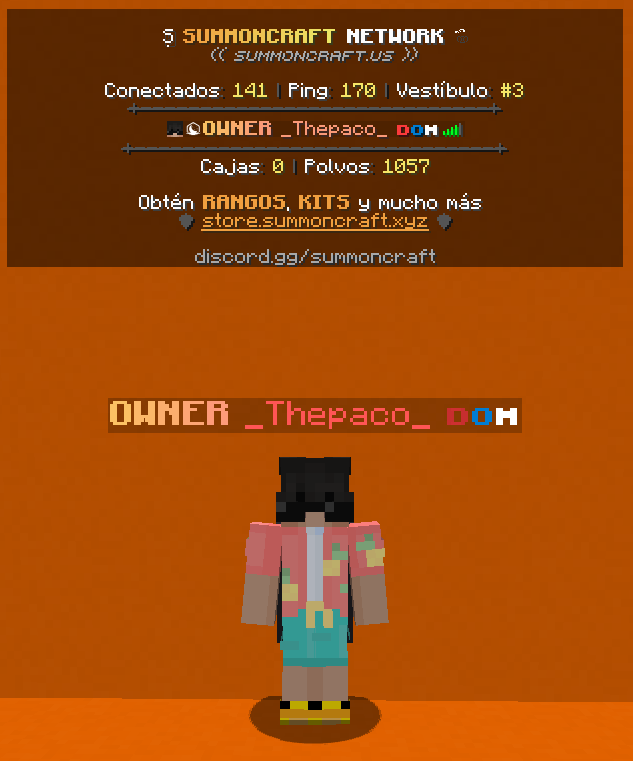 SUMMONCRAFT NETWORK
(( SUMMONCRAFT.US ))
Conectados: 141 | Ping: 170 | Vestíbulo: #3
OWNER _Thepaco_ DOM
Cajas: 0 | Polvos: 1057
Obtén RANGOS, KITS y mucho más
store.summoncraft.xyz
discord.gg/summoncraft
OWNER _Thepaco_ DOM